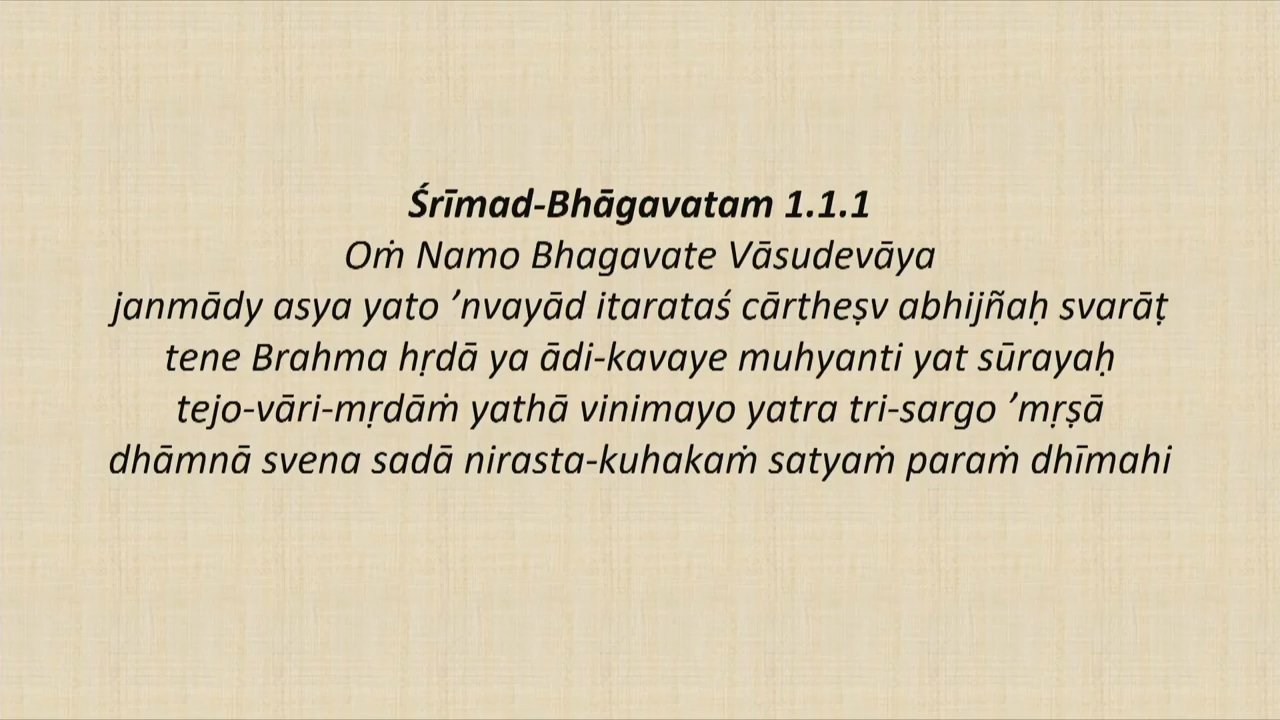 Śrīmad-Bhāgavatam 1.1.1
Oṁ Namo Bhagavate Vāsudevāya
janmādy asya yato ’nvayād itarataś cārtheṣv abhijñaḥ svarāṭ
tene Brahma hṛdā ya ādi-kavaye muhyanti yat sūrayaḥ
tejo-vāri-mṛdāṁ yathā vinimayo yatra tri-sargo ’mṛṣā
dhāmnā svena sadā nirasta-kuhakaṁ satyaṁ paraṁ dhīmahi